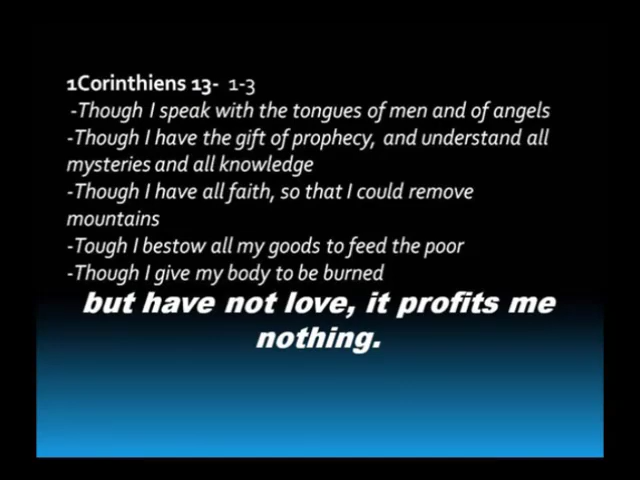 1Corinthiens 13- 1-3
-Though I speak with the tongues of men and of angels
-Though I have the gift of prophecy, and understand all
mysteries and all knowledge
-Though I have all faith, so that I could remove
mountains
-Tough I bestow all my goods to feed the poor
-Though I give my body to be burned
but have not love, it profits me
nothing.